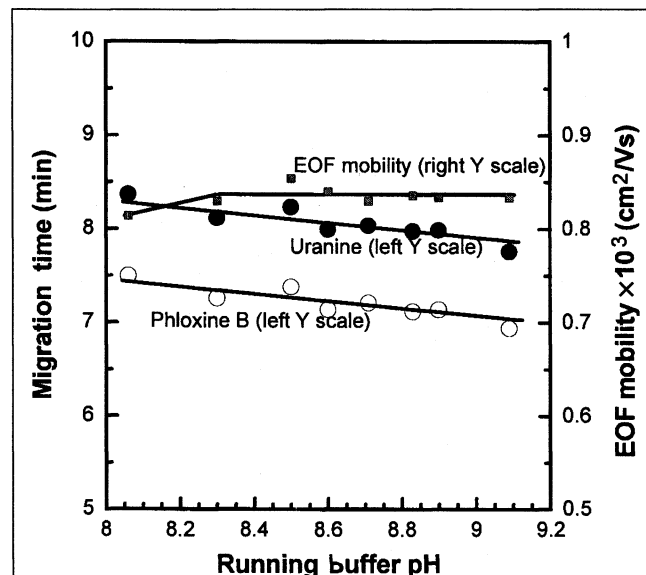 10
9
8
7
6
5
Migration time (min)
1
0.9
0.8
0.7
0.6
0.5
EOF mobility ×10³ (cm²/Vs)
EOF mobility (right Y scale)
Uranine (left Y scale)
Phloxine B (left Y scale)
8 8.2 8.4 8.6 8.8 9 9.2
Running buffer pH